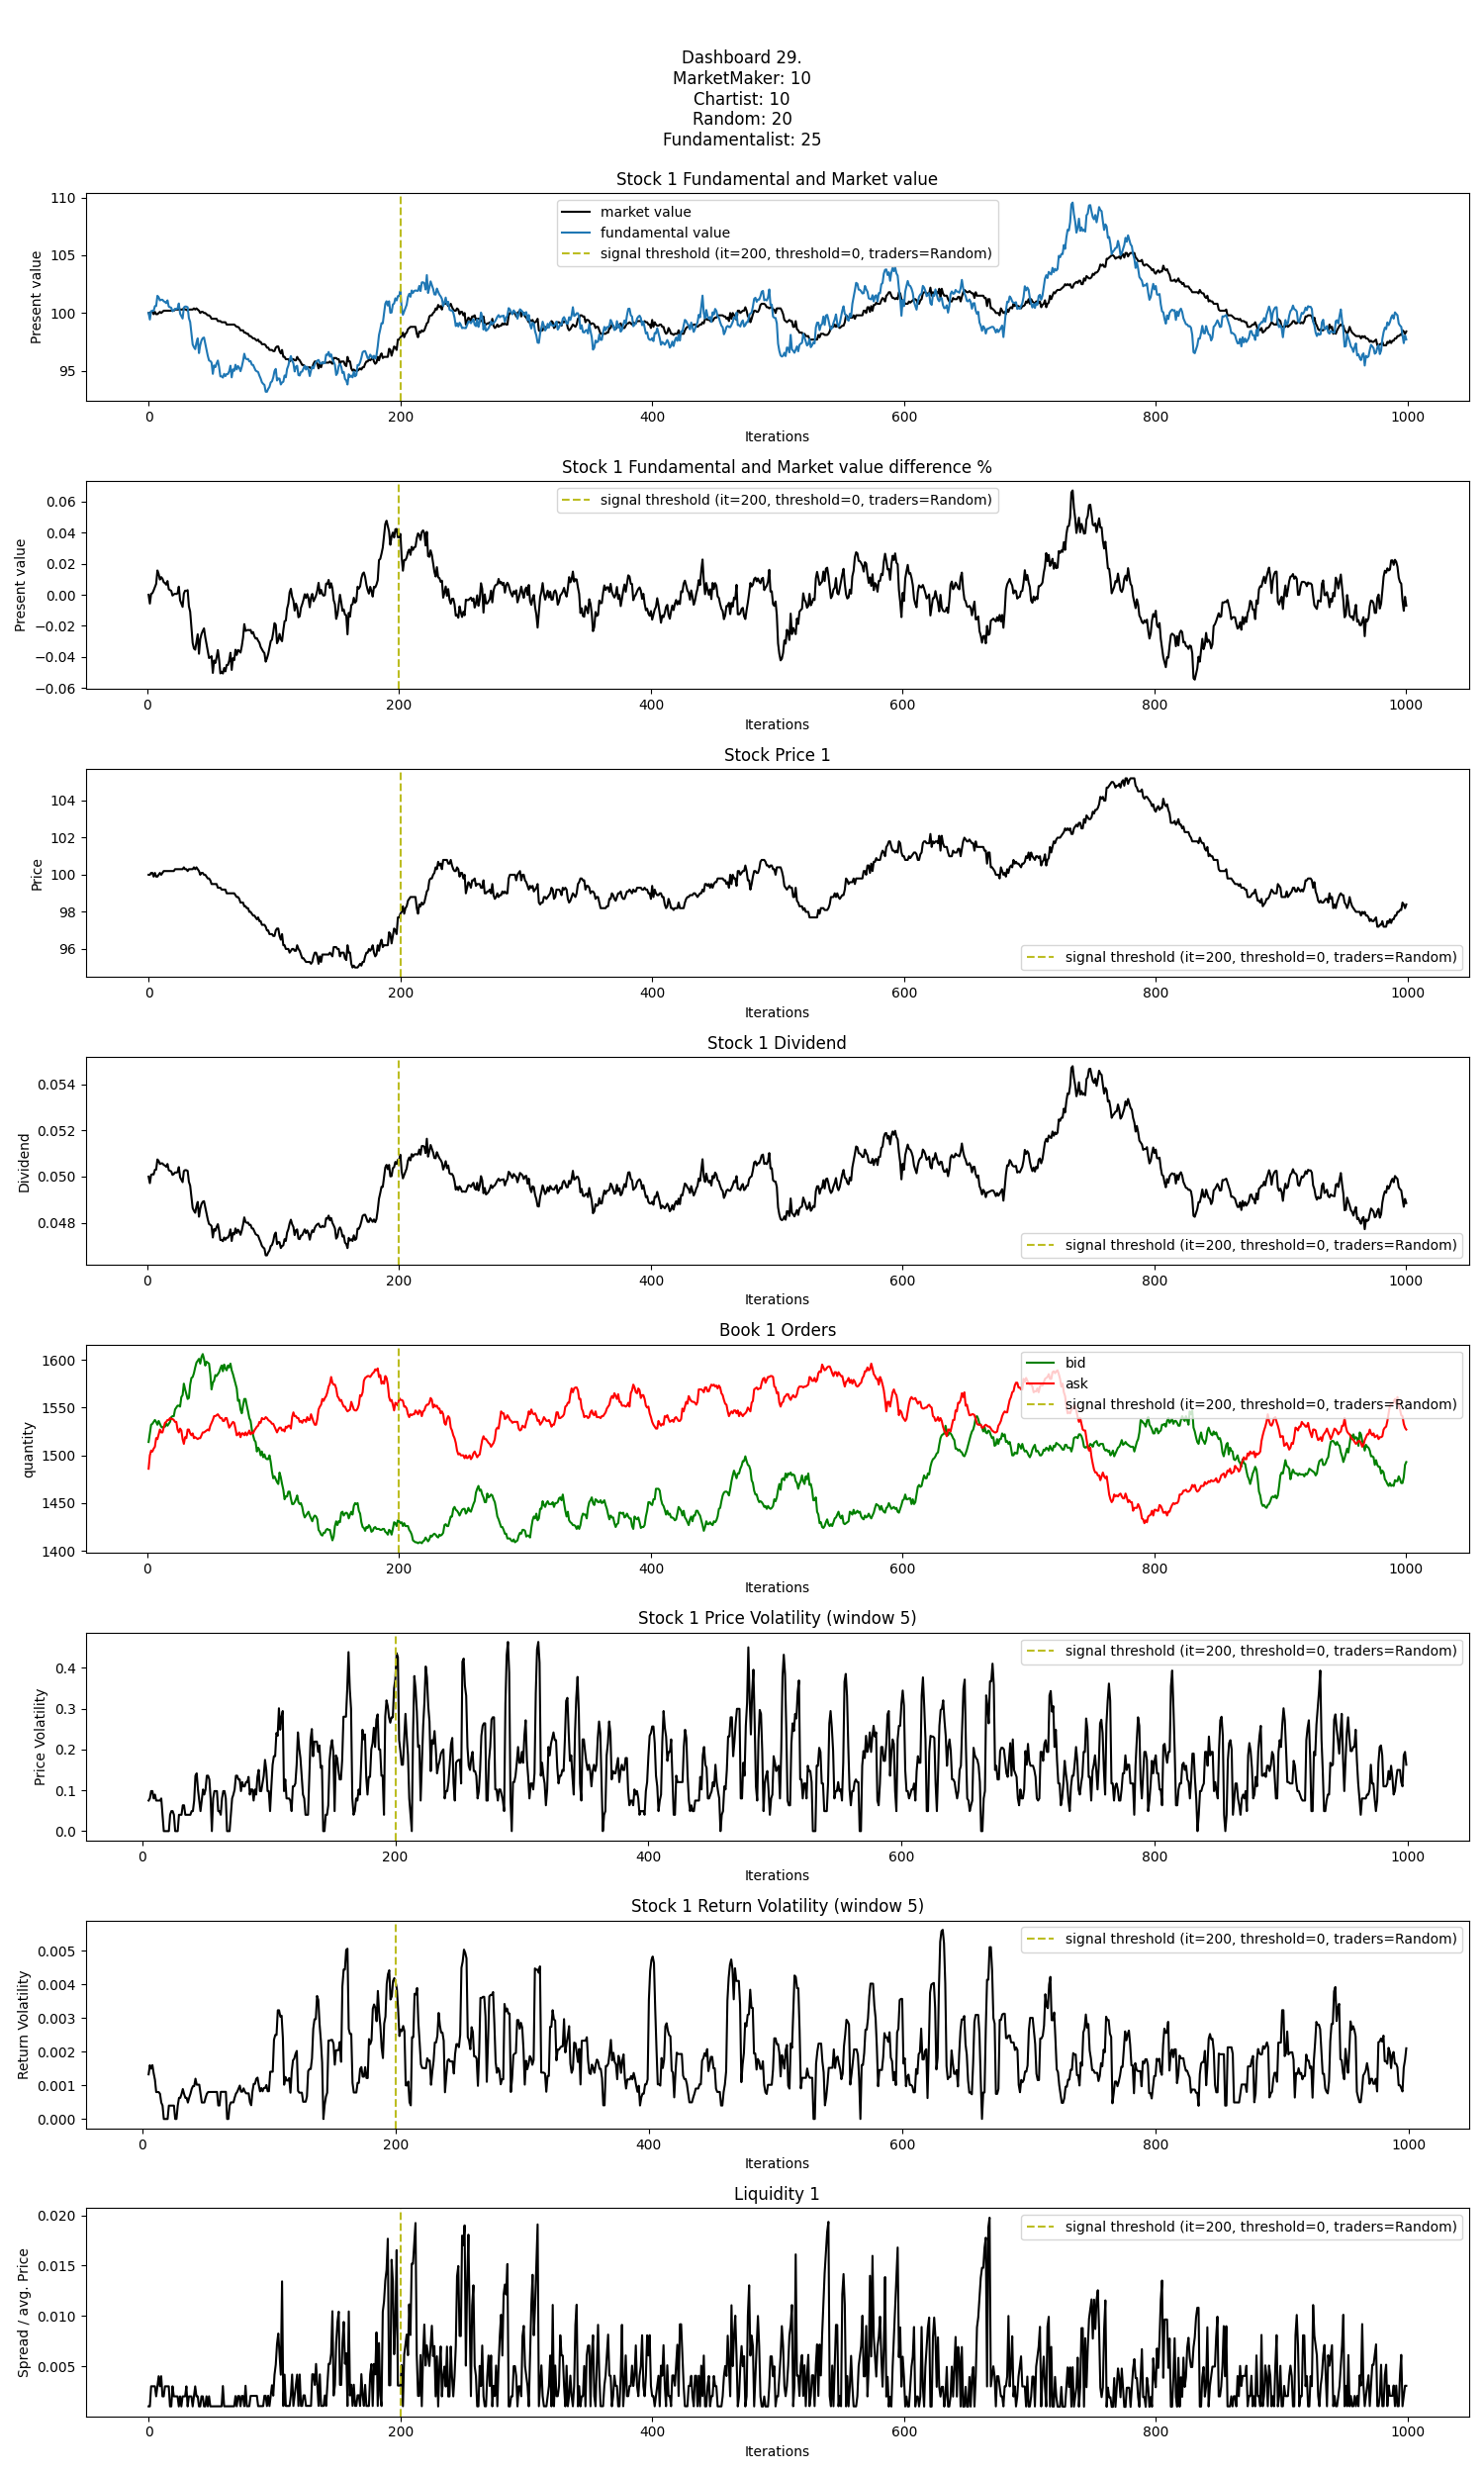 Dashboard 29.
MarketMaker: 10
Chartist: 10
Random: 20
Fundamentalist: 25
Stock 1 Fundamental and Market value
110
105
100
95
Present value
market value
fundamental value
signal threshold (it=200, threshold=0, traders=Random)
0 200 400 600 800 1000
Iterations
Stock 1 Fundamental and Market value difference %
0.06
0.04
0.02
0.00
−0.02
−0.04
−0.06
Present value
signal threshold (it=200, threshold=0, traders=Random)
0 200 400 600 800 1000
Iterations
Stock Price 1
104
102
100
98
96
Price
signal threshold (it=200, threshold=0, traders=Random)
0 200 400 600 800 1000
Iterations
Stock 1 Dividend
0.054
0.052
0.050
0.048
Dividend
signal threshold (it=200, threshold=0, traders=Random)
0 200 400 600 800 1000
Iterations
Book 1 Orders
1600
1550
1500
1450
1400
quantity
bid
ask
signal threshold (it=200, threshold=0, traders=Random)
0 200 400 600 800 1000
Iterations
Stock 1 Price Volatility (window 5)
0.4
0.3
0.2
0.1
0.0
Price Volatility
signal threshold (it=200, threshold=0, traders=Random)
0 200 400 600 800 1000
Iterations
Stock 1 Return Volatility (window 5)
0.005
0.004
0.003
0.002
0.001
0.000
Return Volatility
signal threshold (it=200, threshold=0, traders=Random)
0 200 400 600 800 1000
Iterations
Liquidity 1
0.020
0.015
0.010
0.005
Spread / avg. Price
signal threshold (it=200, threshold=0, traders=Random)
0 200 400 600 800 1000
Iterations